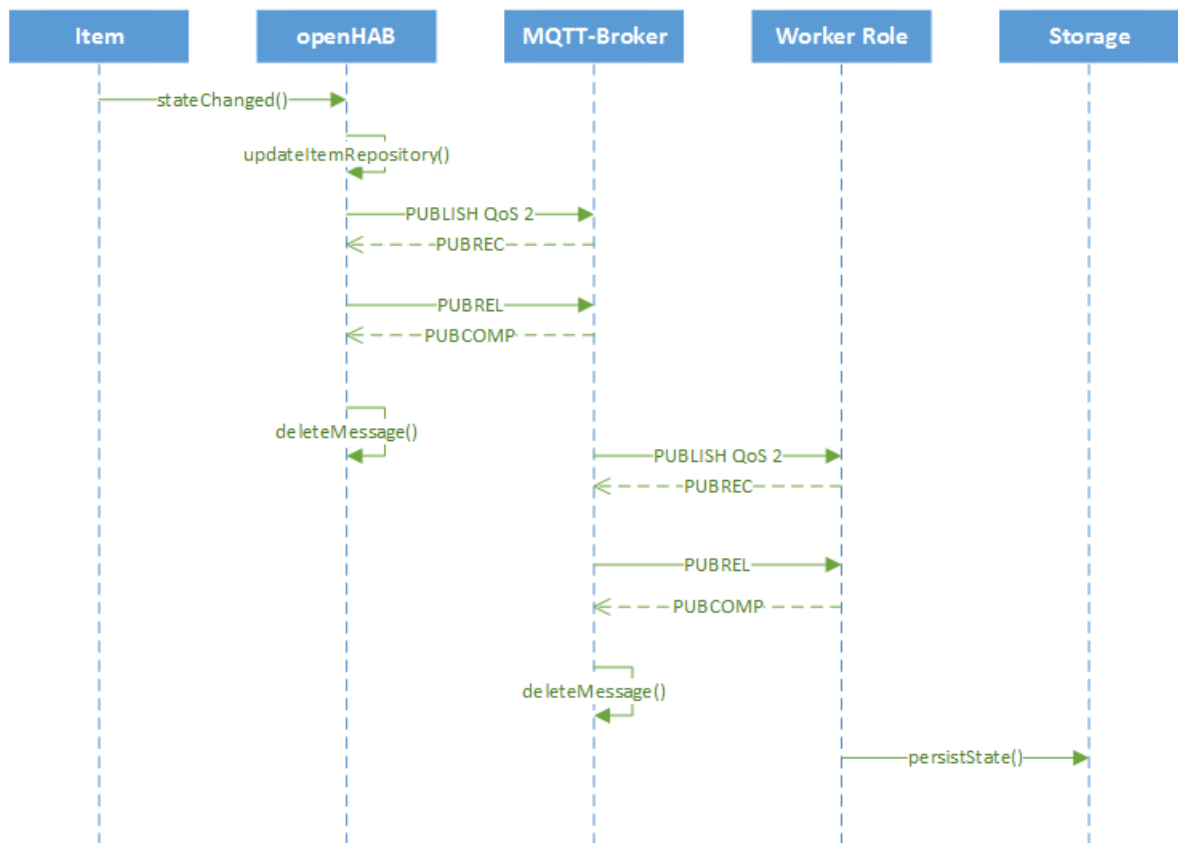 Item
openHAB
MQTT-Broker
Worker Role
Storage
stateChanged()
updateItemRepository()
PUBLISH QoS 2
PUBREC
PUBREL
PUBCOMP
deleteMessage()
PUBLISH QoS 2
PUBREC
PUBREL
PUBCOMP
deleteMessage()
persistState()